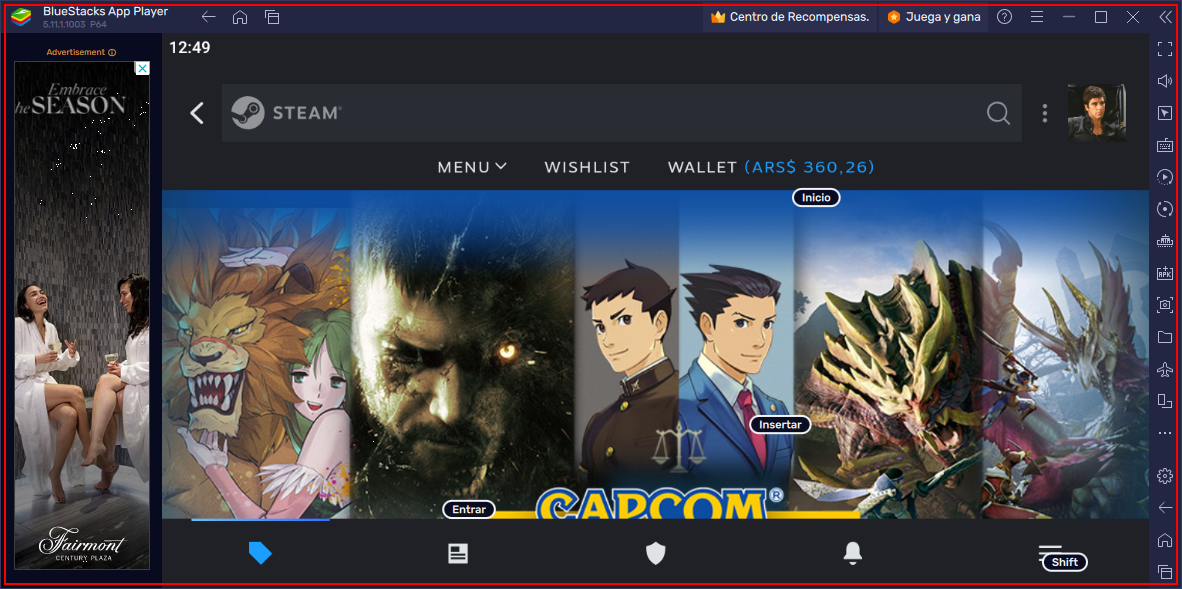 BlueStacks App Player
5.11.1.1003 P64
Centro de Recompensas.
Juega y gana
Advertisement
Embrace
the SEASON
Fairmont
CENTURY PLAZA
12:49
STEAM®
MENU
WISHLIST
WALLET (ARS$ 360,26)
Inicio
Insertar
Entrar
CAPCOM®
Shift
APK